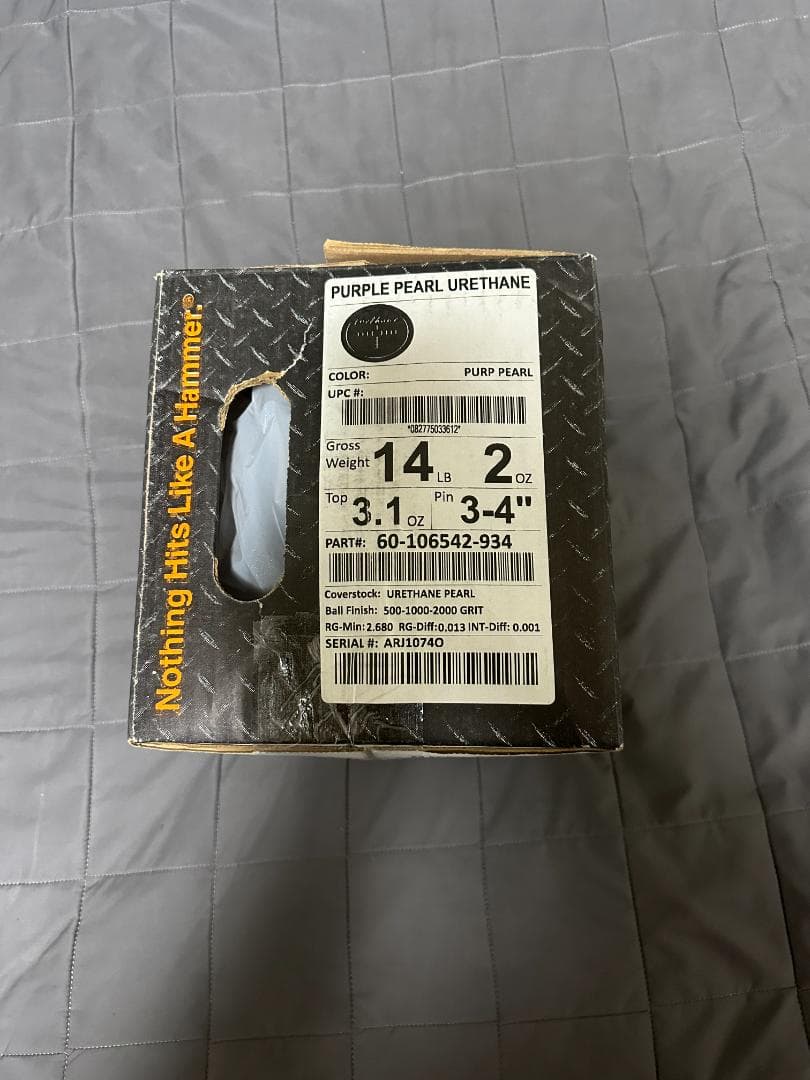 Nothing Hits Like A Hammer.®
PURPLE PEARL URETHANE
COLOR: PURP PEARL
UPC #:
*082775033612*
Gross Weight 14 LB 2 OZ
Top 3.1 OZ Pin 3-4"
PART#: 60-106542-934
Coverstock: URETHANE PEARL
Ball Finish: 500-1000-2000 GRIT
RG-Min: 2.680 RG-Diff: 0.013 INT-Diff: 0.001
SERIAL #: ARJ1074O